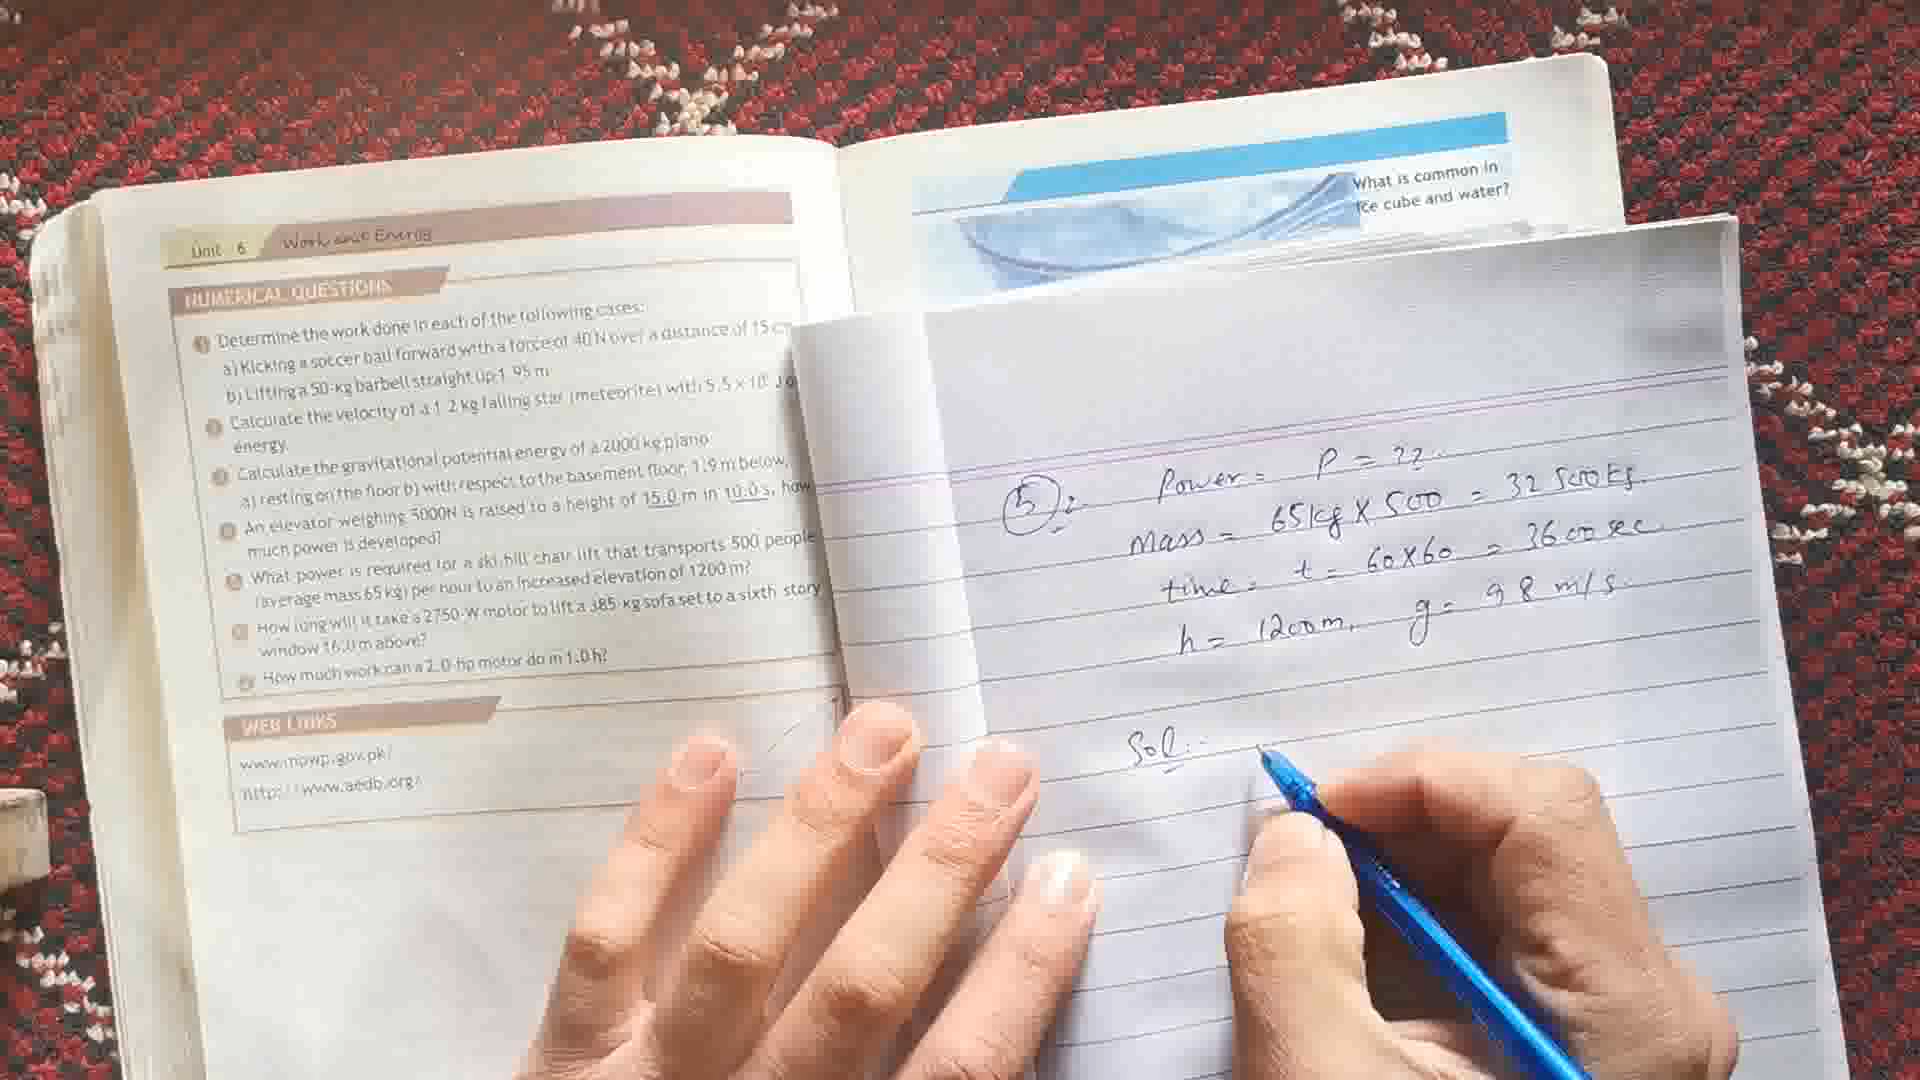 Unit 6 Work and Energy
NUMERICAL QUESTIONS
Determine the work done in each of the following cases:
a) Kicking a soccer ball forward with a force of 40 N over a distance of 15 cm
b) Lifting a 50-kg barbell straight up 1.95 m
Calculate the velocity of a 1.2 kg falling star (meteorite) with 5.5 x 10
energy.
Calculate the gravitational potential energy of a 2000 kg piano
a) resting on the floor b) with respect to the basement floor, 1.9 m below.
An elevator weighing 5000N is raised to a height of 15.0 m in 10.0 s, how
much power is developed?
What power is required for a ski-hill chair lift that transports 500 people
(average mass 65 kg) per hour to an increased elevation of 1200 m?
How long will it take a 2750-W motor to lift a 385-kg sofa set to a sixth story
window 16.0 m above?
How much work can a 2.0 hp motor do in 1.0 h?
WEB LINKS
www.mowp.gov.pk/
http://www.aedb.org/
What is common in
ice cube and water?
5
Power = P = ??
Mass = 65kg X 500 = 32500kg.
time = t = 60X60 = 3600 sec
h = 1200m, g = 9.8 m/s.
Sol: